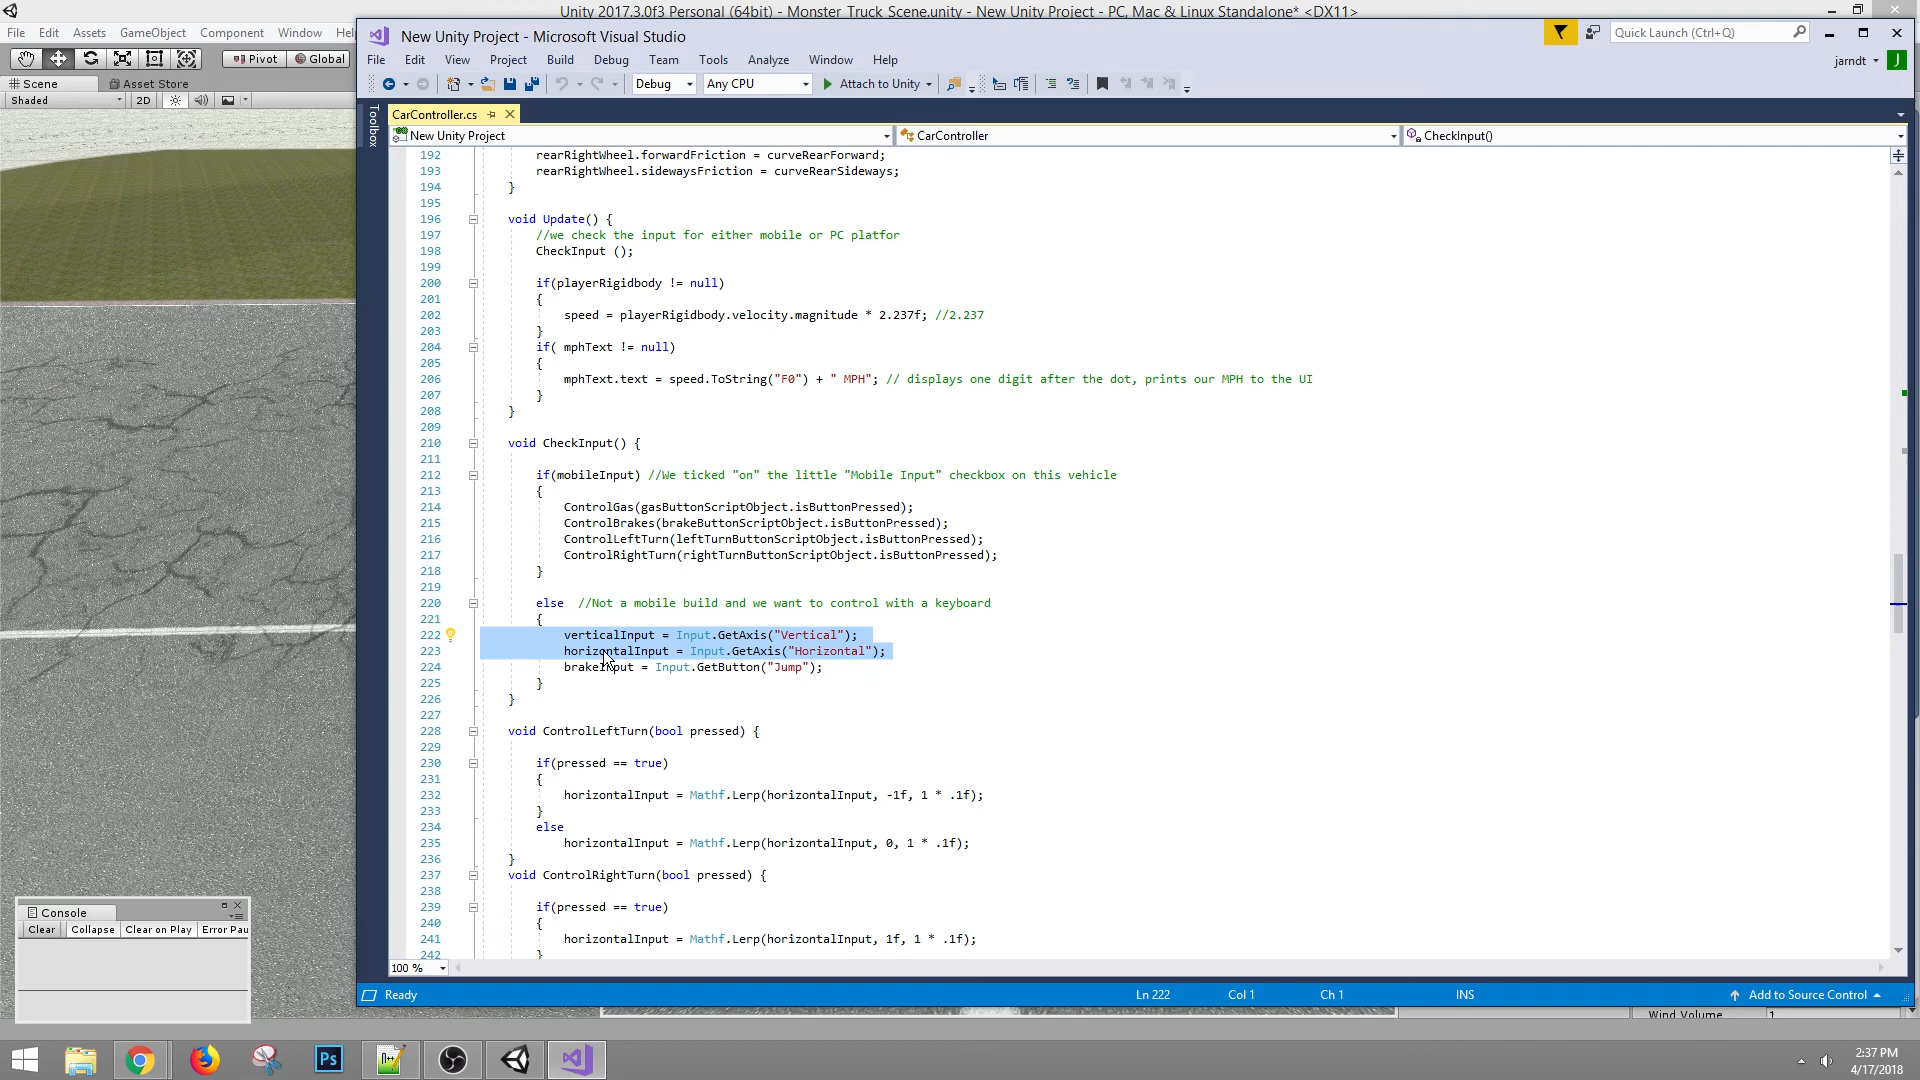 Unity 2017.3.0f3 Personal (64bit) - Monster_Truck_Scene.unity - New Unity Project - PC, Mac & Linux Standalone* <DX11>
File Edit Assets GameObject Component Window Help
Pivot Global
Scene Asset Store
Shaded 2D
New Unity Project - Microsoft Visual Studio
Quick Launch (Ctrl+Q)
File Edit View Project Build Debug Team Tools Analyze Window Help
jarndt J
Debug Any CPU Attach to Unity
Toolbox
CarController.cs
New Unity Project CarController CheckInput()
192 rearRightWheel.forwardFriction = curveRearForward;
193 rearRightWheel.sidewaysFriction = curveRearSideways;
194 }
195
196 void Update() {
197 //we check the input for either mobile or PC platfor
198 CheckInput ();
199
200 if(playerRigidbody != null)
201 {
202 speed = playerRigidbody.velocity.magnitude * 2.237f; //2.237
203 }
204 if( mphText != null)
205 {
206 mphText.text = speed.ToString("F0") + " MPH"; // displays one digit after the dot, prints our MPH to the UI
207 }
208 }
209
210 void CheckInput() {
211
212 if(mobileInput) //We ticked "on" the little "Mobile Input" checkbox on this vehicle
213 {
214 ControlGas(gasButtonScriptObject.isButtonPressed);
215 ControlBrakes(brakeButtonScriptObject.isButtonPressed);
216 ControlLeftTurn(leftTurnButtonScriptObject.isButtonPressed);
217 ControlRightTurn(rightTurnButtonScriptObject.isButtonPressed);
218 }
219
220 else //Not a mobile build and we want to control with a keyboard
221 {
222 verticalInput = Input.GetAxis("Vertical");
223 horizontalInput = Input.GetAxis("Horizontal");
224 brakeInput = Input.GetButton("Jump");
225 }
226 }
227
228 void ControlLeftTurn(bool pressed) {
229
230 if(pressed == true)
231 {
232 horizontalInput = Mathf.Lerp(horizontalInput, -1f, 1 * .1f);
233 }
234 else
235 horizontalInput = Mathf.Lerp(horizontalInput, 0, 1 * .1f);
236 }
237 void ControlRightTurn(bool pressed) {
238
239 if(pressed == true)
240 {
241 horizontalInput = Mathf.Lerp(horizontalInput, 1f, 1 * .1f);
242 }
100 %
Console
Clear Collapse Clear on Play Error Pau
Ready Ln 222 Col 1 Ch 1 INS Add to Source Control
Wind Volume 1
Ps
2:37 PM
4/17/2018